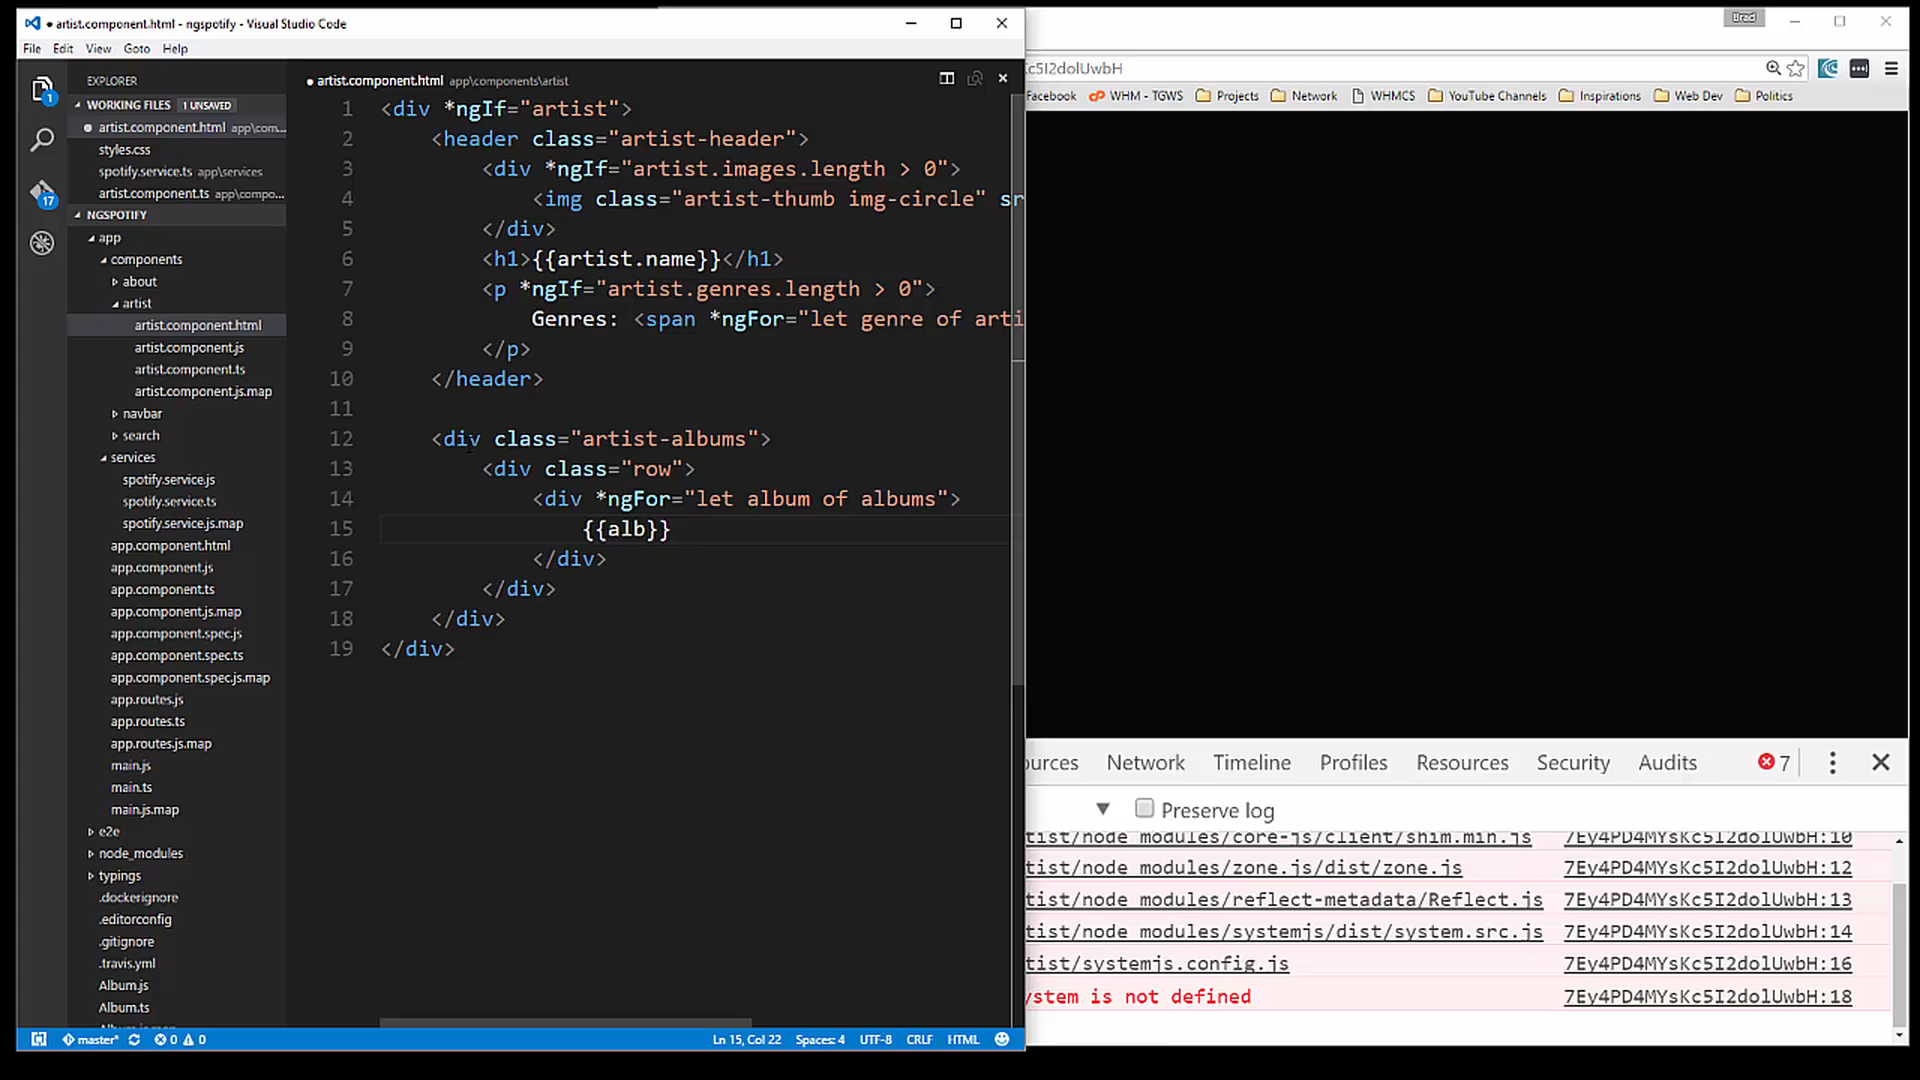 artist.component.html - ngspotify - Visual Studio Code
File Edit View Goto Help
EXPLORER
WORKING FILES 1 UNSAVED
artist.component.html app\com...
styles.css
spotify.service.ts app\services
artist.component.ts app\compo...
NGSPOTIFY
app
components
about
artist
artist.component.html
artist.component.js
artist.component.ts
artist.component.js.map
navbar
search
services
spotify.service.js
spotify.service.ts
spotify.service.js.map
app.component.html
app.component.js
app.component.ts
app.component.js.map
app.component.spec.js
app.component.spec.ts
app.component.spec.js.map
app.routes.js
app.routes.ts
app.routes.js.map
main.js
main.ts
main.js.map
e2e
node_modules
typings
.dockerignore
.editorconfig
.gitignore
.travis.yml
Album.js
Album.ts
1
17
artist.component.html app\components\artist
1 <div *ngIf="artist">
2 <header class="artist-header">
3 <div *ngIf="artist.images.length > 0">
4 <img class="artist-thumb img-circle" sr
5 </div>
6 <h1>{{artist.name}}</h1>
7 <p *ngIf="artist.genres.length > 0">
8 Genres: <span *ngFor="let genre of arti
9 </p>
10 </header>
11
12 <div class="artist-albums">
13 <div class="row">
14 <div *ngFor="let album of albums">
15 {{alb}}
16 </div>
17 </div>
18 </div>
19 </div>
master* 0 0
Ln 15, Col 22 Spaces: 4 UTF-8 CRLF HTML
Brad
c5I2dolUwbH
Facebook WHM - TGWS Projects Network WHMCS YouTube Channels Inspirations Web Dev Politics
ources Network Timeline Profiles Resources Security Audits 7
Preserve log
tist/node_modules/core-js/client/shim.min.js 7Ey4PD4MYsKc5I2dolUwbH:10
tist/node_modules/zone.js/dist/zone.js 7Ey4PD4MYsKc5I2dolUwbH:12
tist/node_modules/reflect-metadata/Reflect.js 7Ey4PD4MYsKc5I2dolUwbH:13
tist/node_modules/systemjs/dist/system.src.js 7Ey4PD4MYsKc5I2dolUwbH:14
tist/systemjs.config.js 7Ey4PD4MYsKc5I2dolUwbH:16
ystem is not defined 7Ey4PD4MYsKc5I2dolUwbH:18